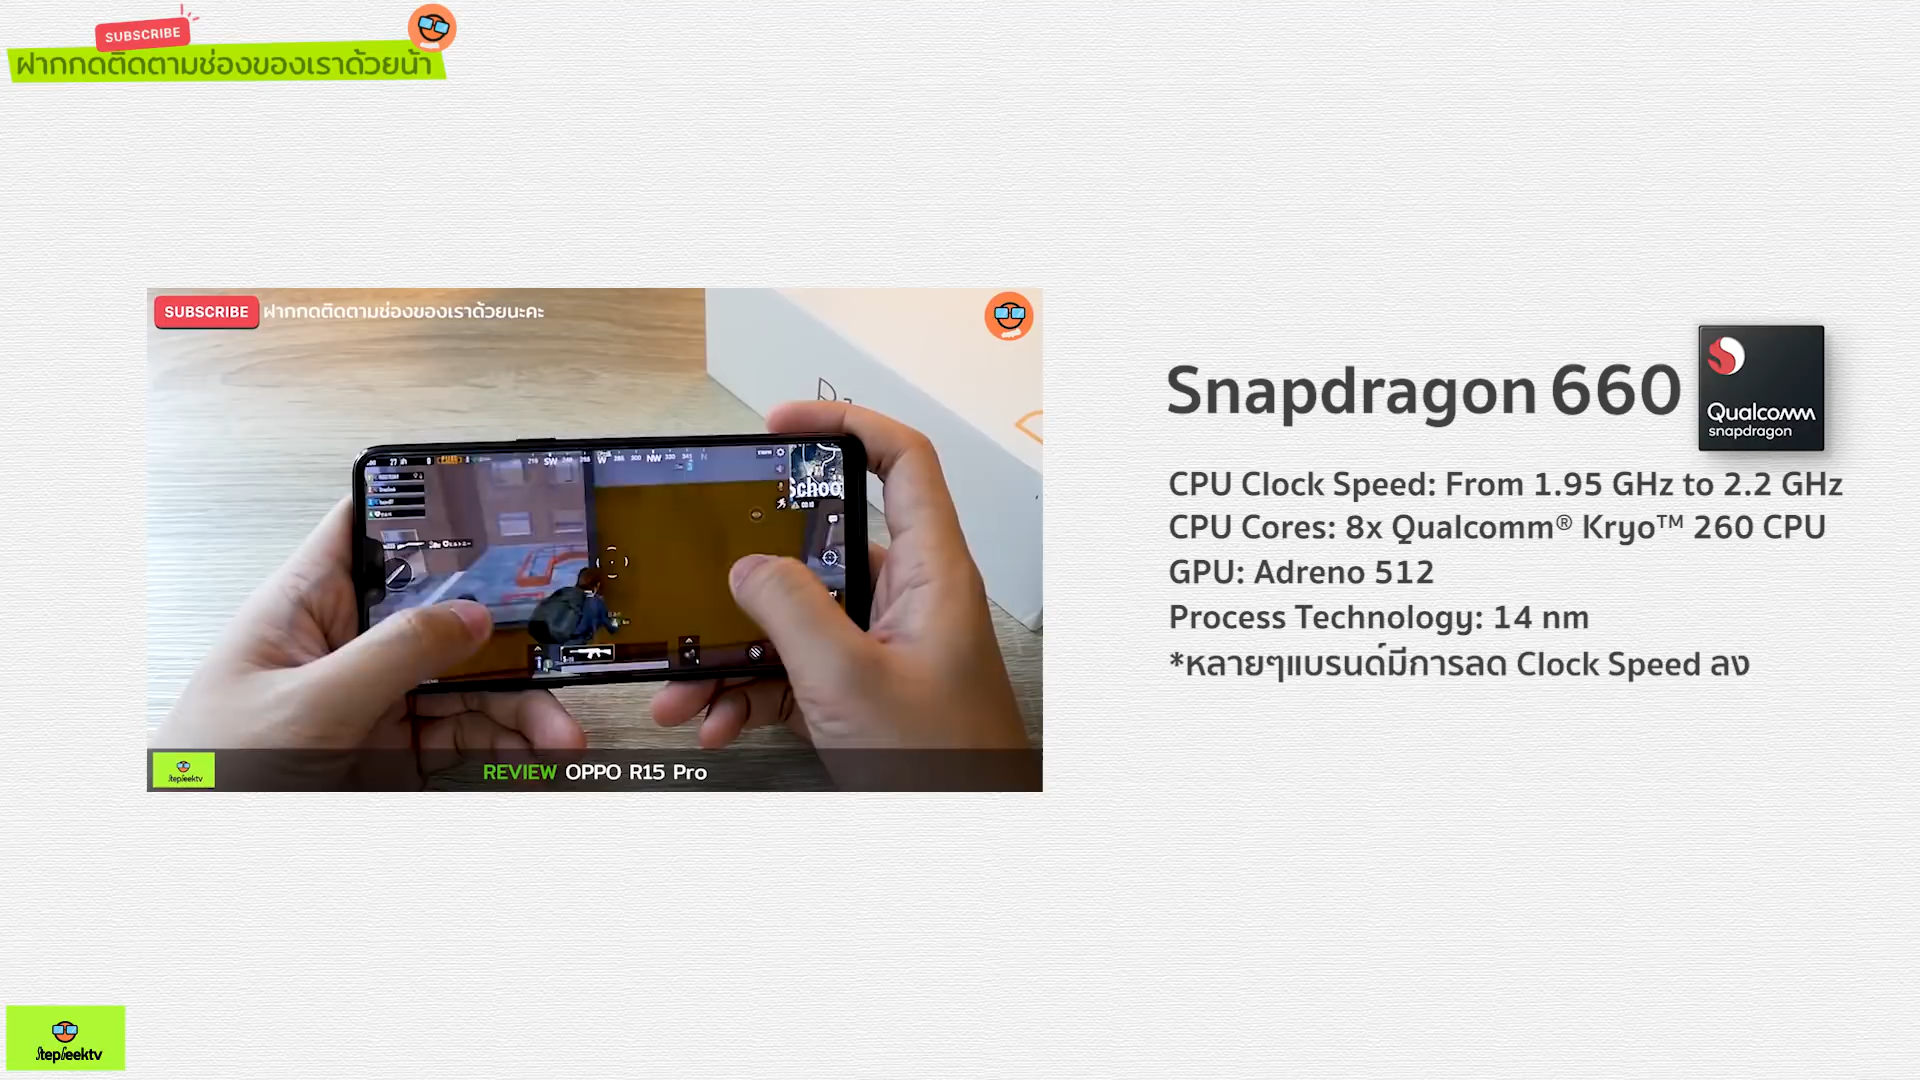 SUBSCRIBE
ฝากกดติดตามช่องของเราด้วยน้า
SUBSCRIBE ฝากกดติดตามช่องของเราด้วยนะคะ
SW
W
NW
School
REVIEW OPPO R15 Pro
Snapdragon 660
Qualcomm
snapdragon
CPU Clock Speed: From 1.95 GHz to 2.2 GHz
CPU Cores: 8x Qualcomm® Kryo™ 260 CPU
GPU: Adreno 512
Process Technology: 14 nm
*หลายๆแบรนด์มีการลด Clock Speed ลง
StepGeektv